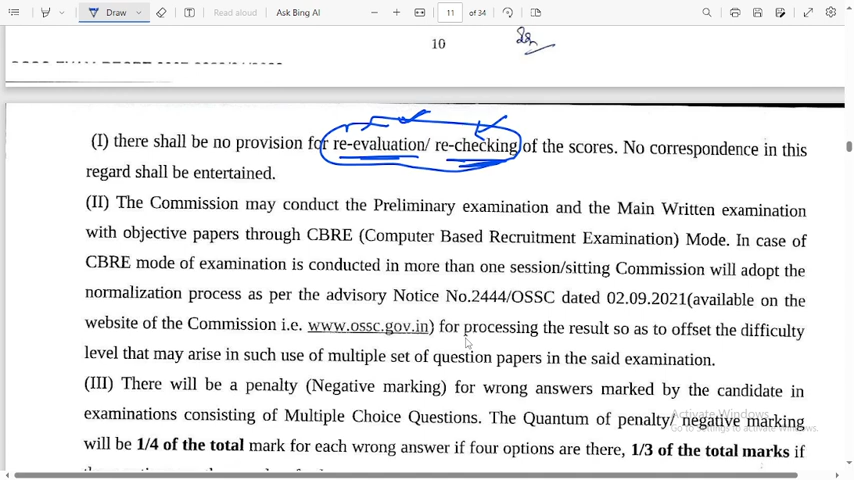 Draw
Read aloud
Ask Bing AI
11 of 34
10
(I) there shall be no provision for re-evaluation/ re-checking of the scores. No correspondence in this
regard shall be entertained.
(II) The Commission may conduct the Preliminary examination and the Main Written examination
with objective papers through CBRE (Computer Based Recruitment Examination) Mode. In case of
CBRE mode of examination is conducted in more than one session/sitting Commission will adopt the
normalization process as per the advisory Notice No.2444/OSSC dated 02.09.2021(available on the
website of the Commission i.e. www.ossc.gov.in) for processing the result so as to offset the difficulty
level that may arise in such use of multiple set of question papers in the said examination.
(III) There will be a penalty (Negative marking) for wrong answers marked by the candidate in
examinations consisting of Multiple Choice Questions. The Quantum of penalty/ negative marking
Activate Windows
Go to Settings to activate Windows.
will be 1/4 of the total mark for each wrong answer if four options are there, 1/3 of the total marks if